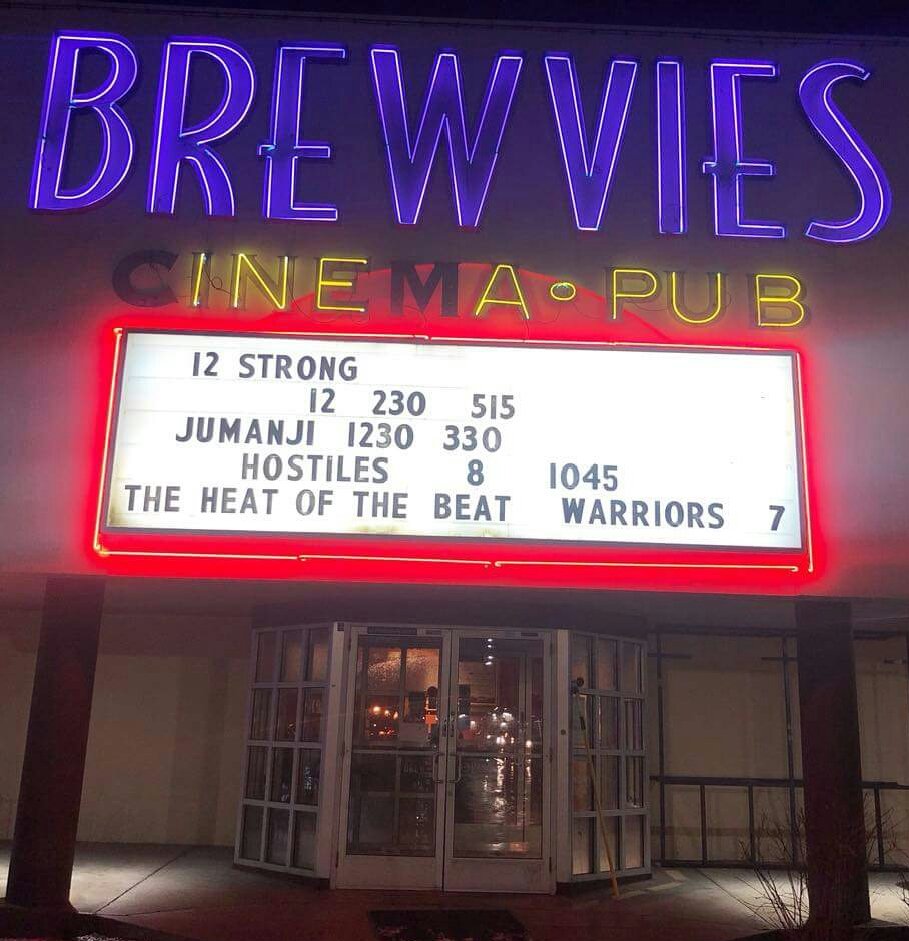 BREWVIES
CINEMA • PUB
12 STRONG
12 230 515
JUMANJI 1230 330
HOSTILES 8 1045
THE HEAT OF THE BEAT WARRIORS 7